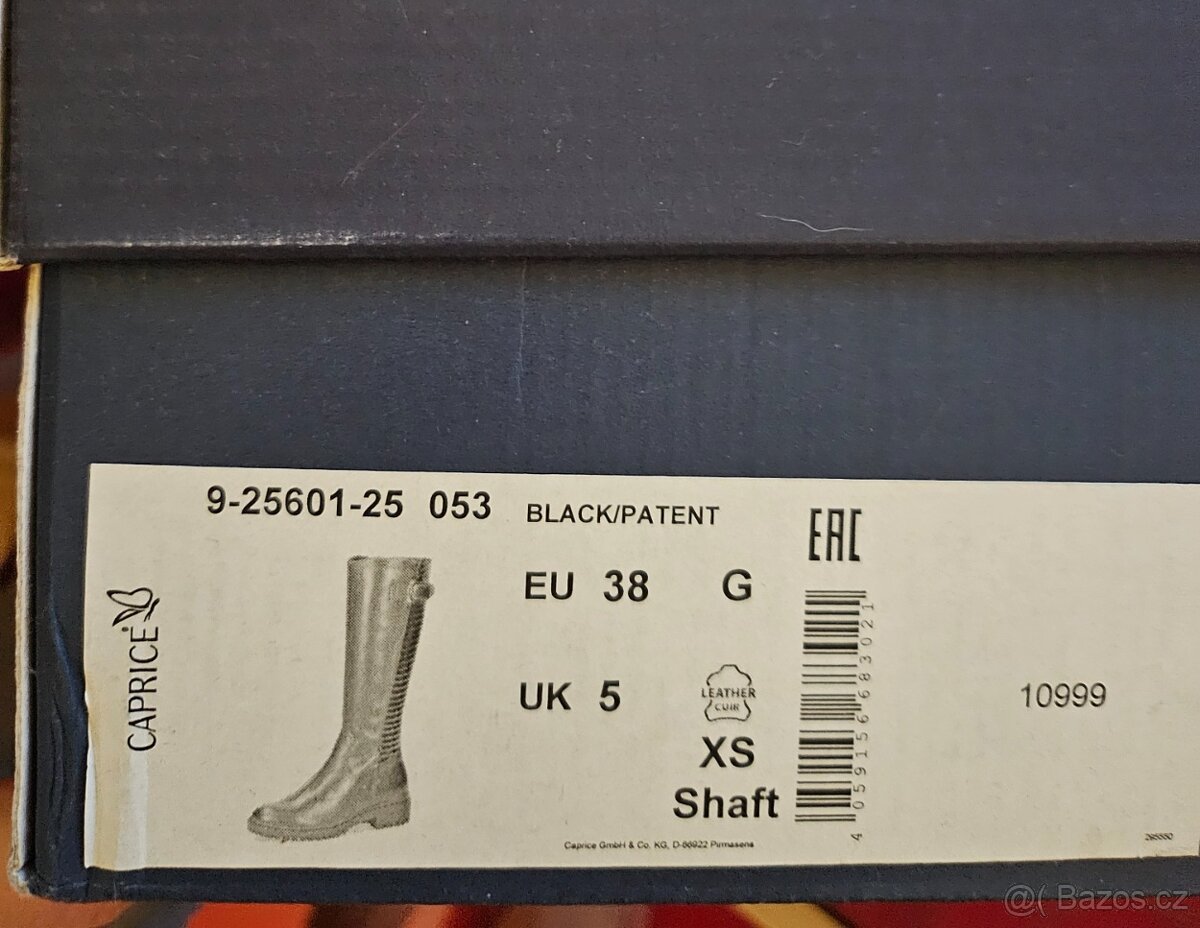 9-25601-25 053 BLACK/PATENT
EAC
CAPRICE
EU 38 G
UK 5
LEATHER
CUIR
XS
Shaft
4 059156 683021
10999
Caprice GmbH & Co. KG, D-66922 Pirmasens
@( Bazos.cz